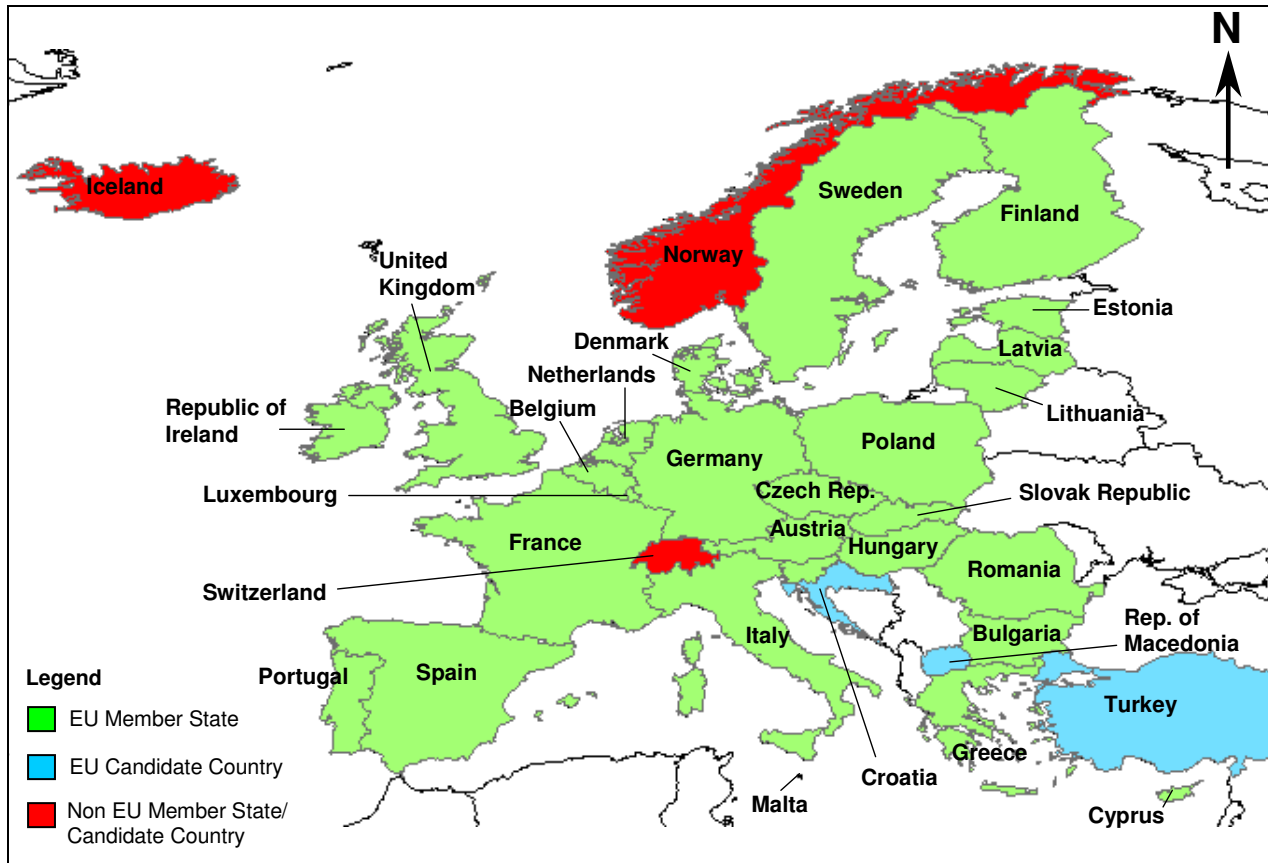 N
Iceland
Sweden
Finland
Norway
United
Kingdom
Estonia
Denmark
Latvia
Netherlands
Republic of
Ireland
Belgium
Lithuania
Poland
Germany
Luxembourg
Czech Rep.
Slovak Republic
Austria
France
Hungary
Switzerland
Romania
Rep. of
Macedonia
Italy
Bulgaria
Portugal
Spain
Legend
Turkey
EU Member State
Greece
EU Candidate Country
Croatia
Malta
Cyprus
Non EU Member State/
Candidate Country